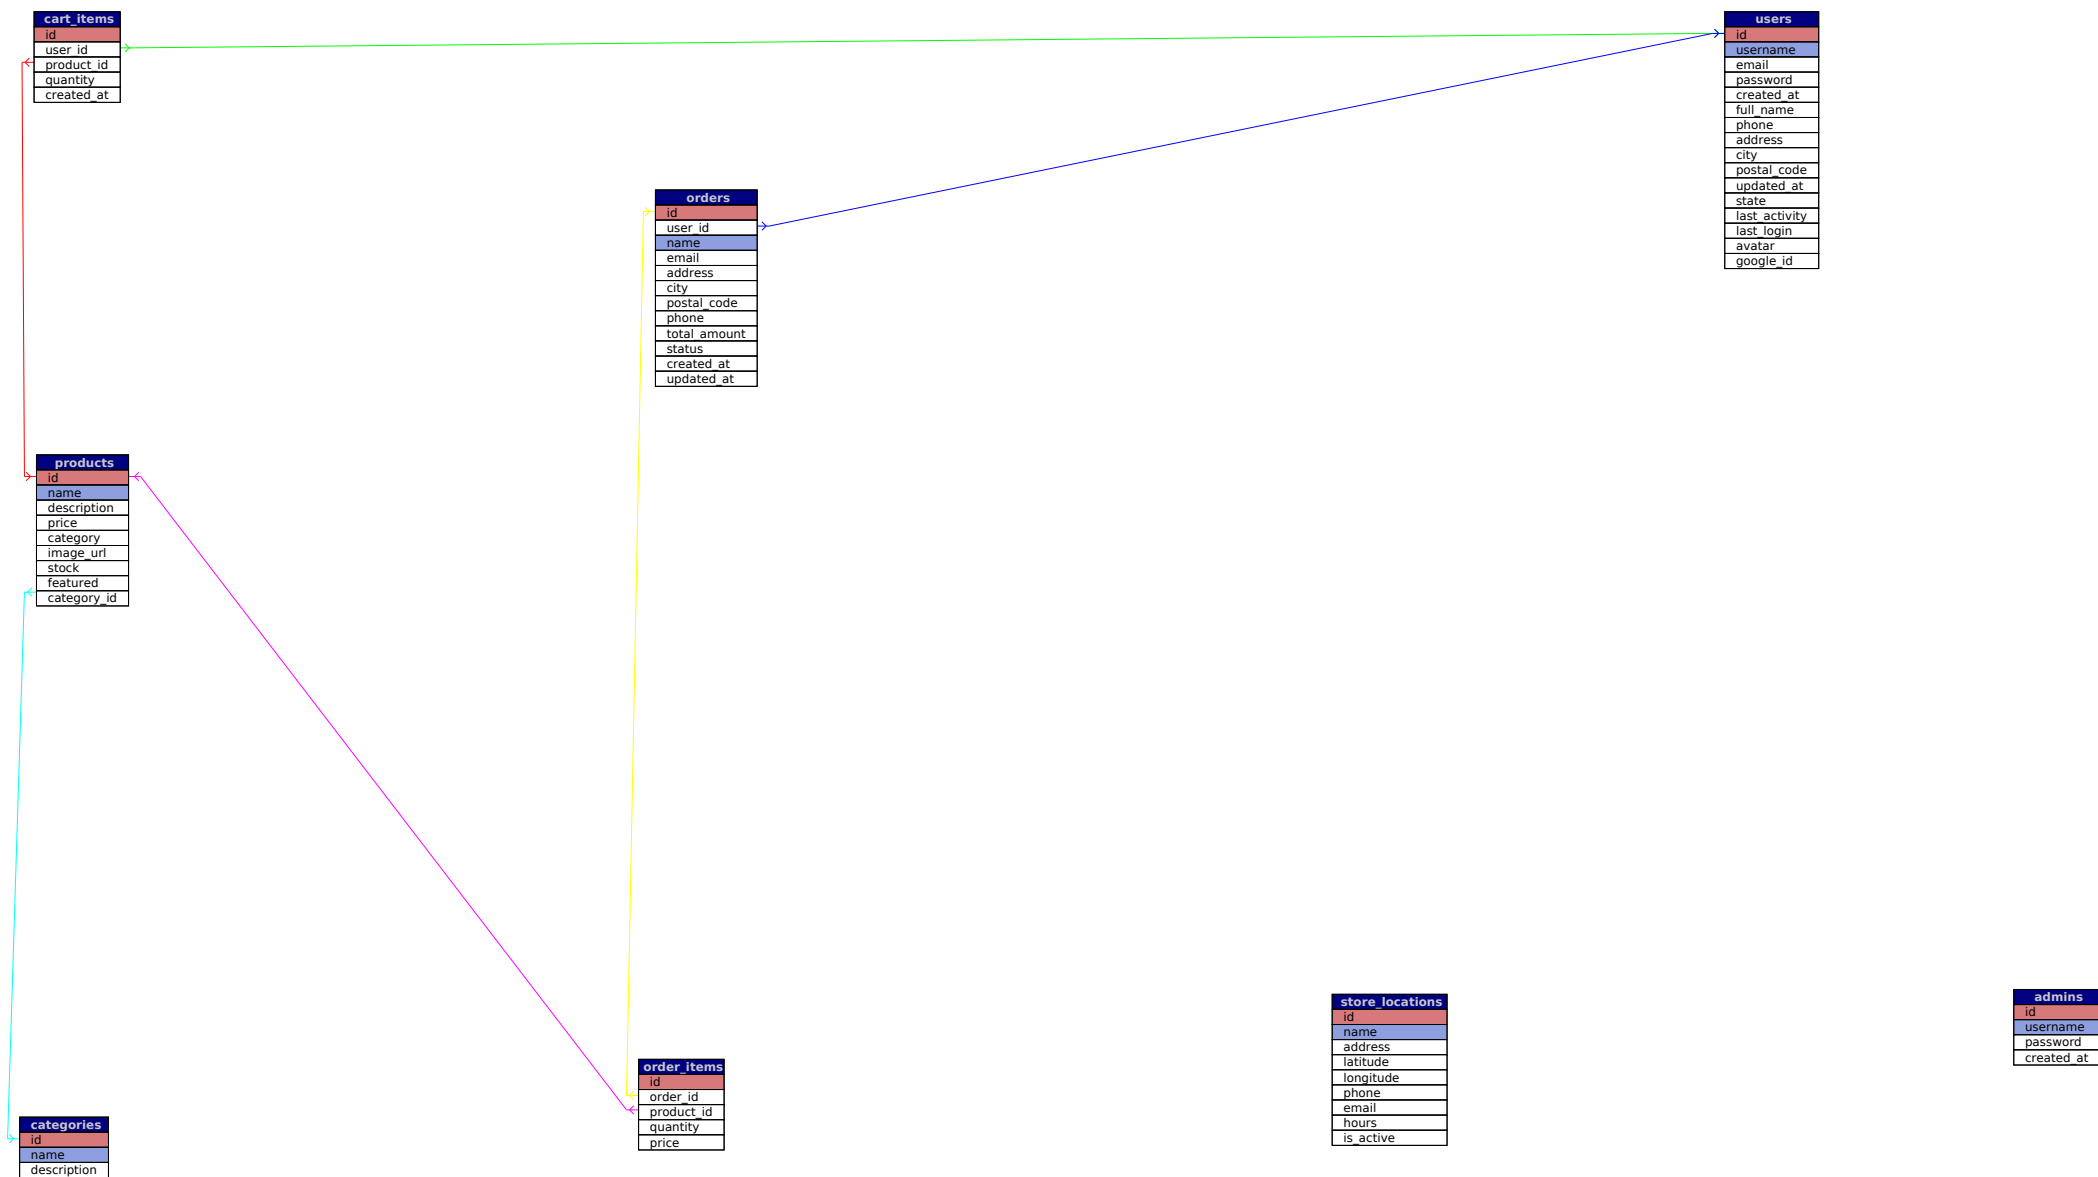 cart_items
id
user_id
product_id
quantity
created_at
users
id
username
email
password
created_at
full_name
phone
address
city
postal_code
updated_at
state
last_activity
last_login
avatar
google_id
orders
id
user_id
name
email
address
city
postal_code
phone
total_amount
status
created_at
updated_at
products
id
name
description
price
category
image_url
stock
featured
category_id
store_locations
id
name
address
latitude
longitude
phone
email
hours
is_active
admins
id
username
password
created_at
order_items
id
order_id
product_id
quantity
price
categories
id
name
description